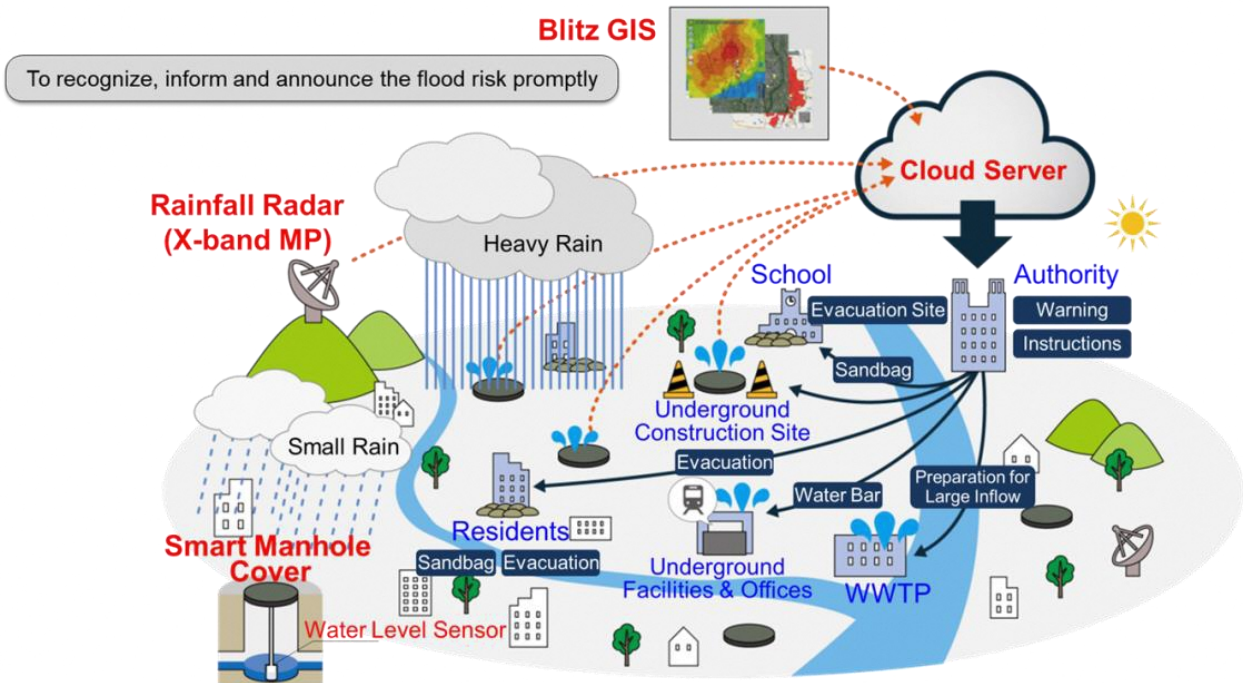 Blitz GIS
To recognize, inform and announce the flood risk promptly
Cloud Server
Rainfall Radar
(X-band MP)
Heavy Rain
School
Authority
Evacuation Site
Warning
Instructions
Sandbag
Underground
Construction Site
Small Rain
Evacuation
Preparation for
Large Inflow
Water Bar
Residents
Sandbag
Evacuation
Smart Manhole
Cover
Underground
Facilities & Offices
WWTP
Water Level Sensor